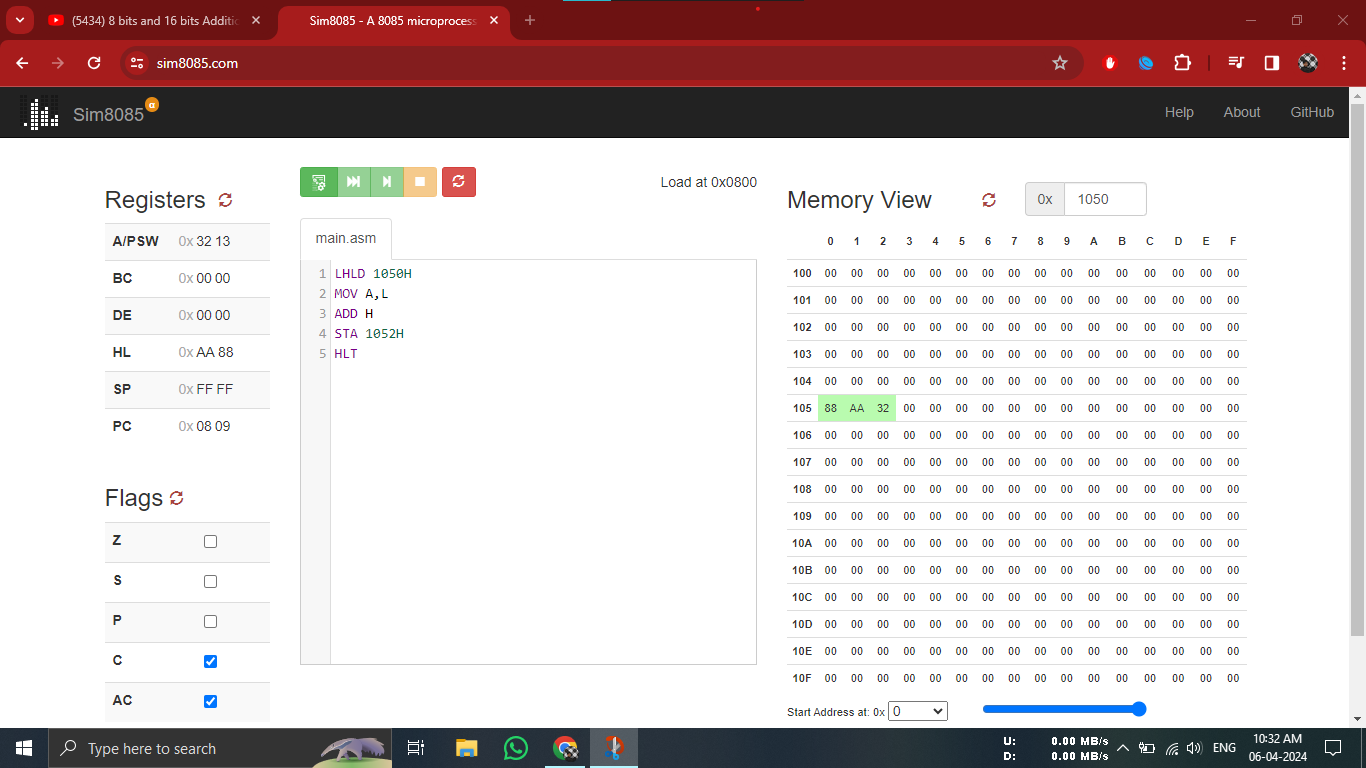 (5434) 8 bits and 16 bits Additi
Sim8085 - A 8085 microprocess
sim8085.com
Sim8085 α
Help About GitHub
Load at 0x0800
Registers
A/PSW 0x 32 13
BC 0x 00 00
DE 0x 00 00
HL 0x AA 88
SP 0x FF FF
PC 0x 08 09
Flags
Z
S
P
C
AC
main.asm
1 LHLD 1050H
2 MOV A,L
3 ADD H
4 STA 1052H
5 HLT
Memory View 0x 1050
0 1 2 3 4 5 6 7 8 9 A B C D E F
100 00 00 00 00 00 00 00 00 00 00 00 00 00 00 00 00
101 00 00 00 00 00 00 00 00 00 00 00 00 00 00 00 00
102 00 00 00 00 00 00 00 00 00 00 00 00 00 00 00 00
103 00 00 00 00 00 00 00 00 00 00 00 00 00 00 00 00
104 00 00 00 00 00 00 00 00 00 00 00 00 00 00 00 00
105 88 AA 32 00 00 00 00 00 00 00 00 00 00 00 00 00
106 00 00 00 00 00 00 00 00 00 00 00 00 00 00 00 00
107 00 00 00 00 00 00 00 00 00 00 00 00 00 00 00 00
108 00 00 00 00 00 00 00 00 00 00 00 00 00 00 00 00
109 00 00 00 00 00 00 00 00 00 00 00 00 00 00 00 00
10A 00 00 00 00 00 00 00 00 00 00 00 00 00 00 00 00
10B 00 00 00 00 00 00 00 00 00 00 00 00 00 00 00 00
10C 00 00 00 00 00 00 00 00 00 00 00 00 00 00 00 00
10D 00 00 00 00 00 00 00 00 00 00 00 00 00 00 00 00
10E 00 00 00 00 00 00 00 00 00 00 00 00 00 00 00 00
10F 00 00 00 00 00 00 00 00 00 00 00 00 00 00 00 00
Start Address at: 0x 0
Type here to search
U: 0.00 MB/s
D: 0.00 MB/s
ENG
10:32 AM
06-04-2024